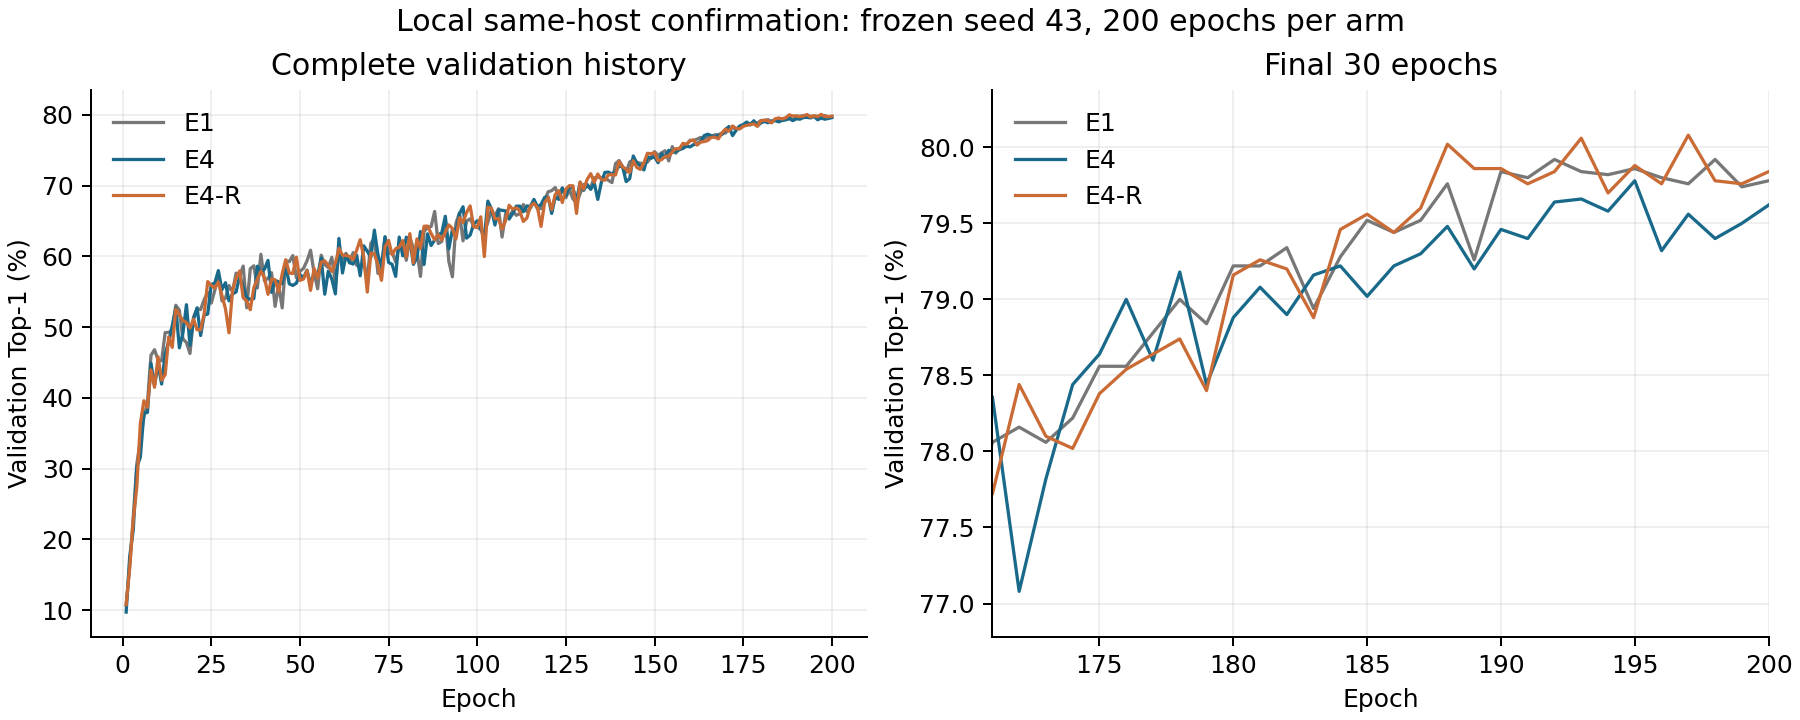 Local same-host confirmation: frozen seed 43, 200 epochs per arm
Complete validation history
E1
E4
E4-R
Validation Top-1 (%)
80
70
60
50
40
30
20
10
0 25 50 75 100 125 150 175 200
Epoch
Final 30 epochs
E1
E4
E4-R
Validation Top-1 (%)
80.0
79.5
79.0
78.5
78.0
77.5
77.0
175 180 185 190 195 200
Epoch